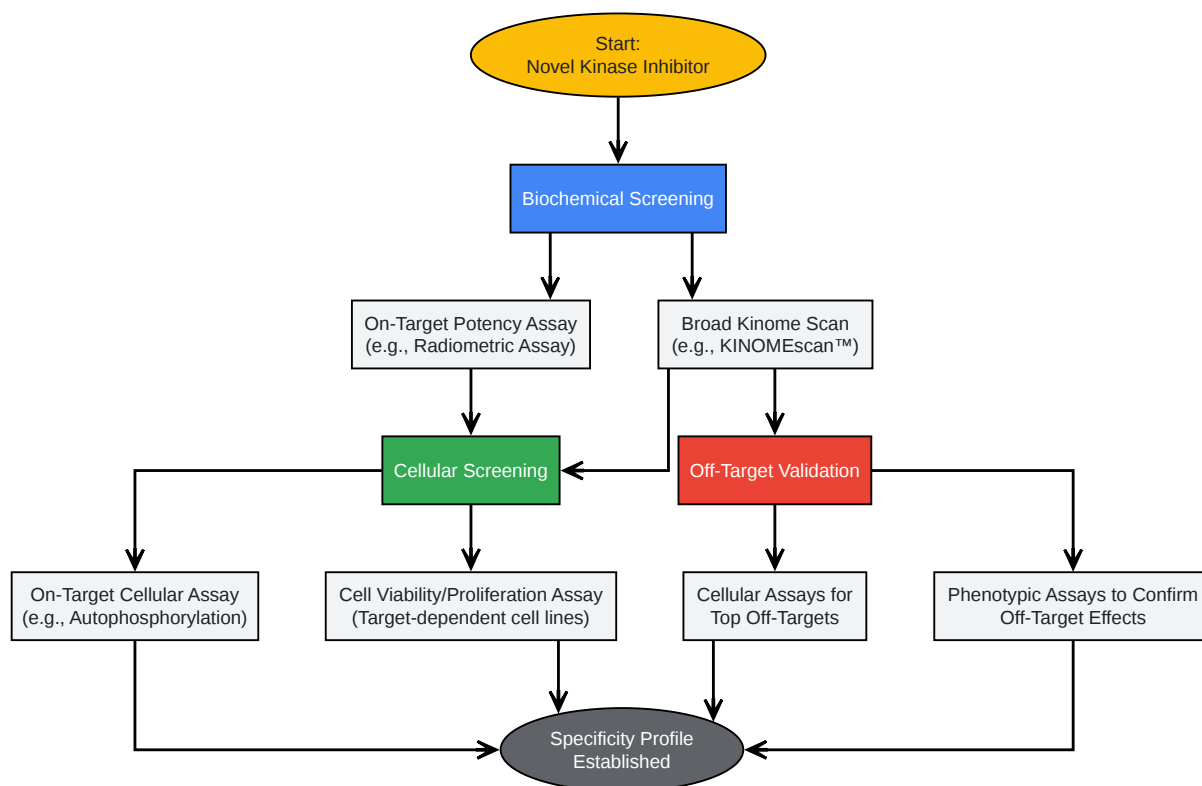 Start:
Novel Kinase Inhibitor
Biochemical Screening
On-Target Potency Assay
(e.g., Radiometric Assay)
Broad Kinome Scan
(e.g., KINOMEscan™)
Cellular Screening
Off-Target Validation
On-Target Cellular Assay
(e.g., Autophosphorylation)
Cell Viability/Proliferation Assay
(Target-dependent cell lines)
Cellular Assays for
Top Off-Targets
Phenotypic Assays to Confirm
Off-Target Effects
Specificity Profile
Established